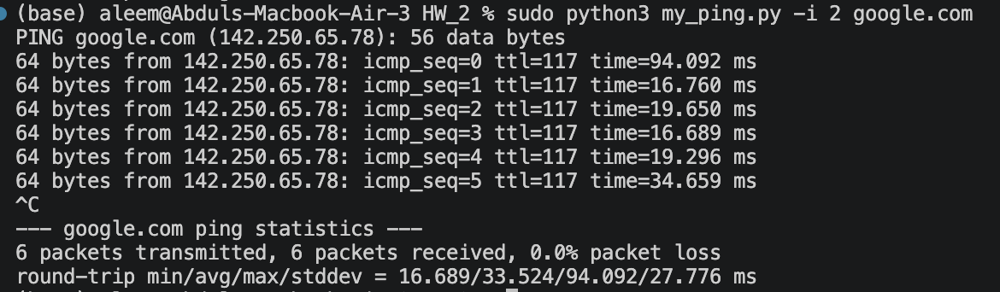 (base) aleem@Abduls-Macbook-Air-3 HW_2 % sudo python3 my_ping.py -i 2 google.com
PING google.com (142.250.65.78): 56 data bytes
64 bytes from 142.250.65.78: icmp_seq=0 ttl=117 time=94.092 ms
64 bytes from 142.250.65.78: icmp_seq=1 ttl=117 time=16.760 ms
64 bytes from 142.250.65.78: icmp_seq=2 ttl=117 time=19.650 ms
64 bytes from 142.250.65.78: icmp_seq=3 ttl=117 time=16.689 ms
64 bytes from 142.250.65.78: icmp_seq=4 ttl=117 time=19.296 ms
64 bytes from 142.250.65.78: icmp_seq=5 ttl=117 time=34.659 ms
^C
--- google.com ping statistics ---
6 packets transmitted, 6 packets received, 0.0% packet loss
round-trip min/avg/max/stddev = 16.689/33.524/94.092/27.776 ms